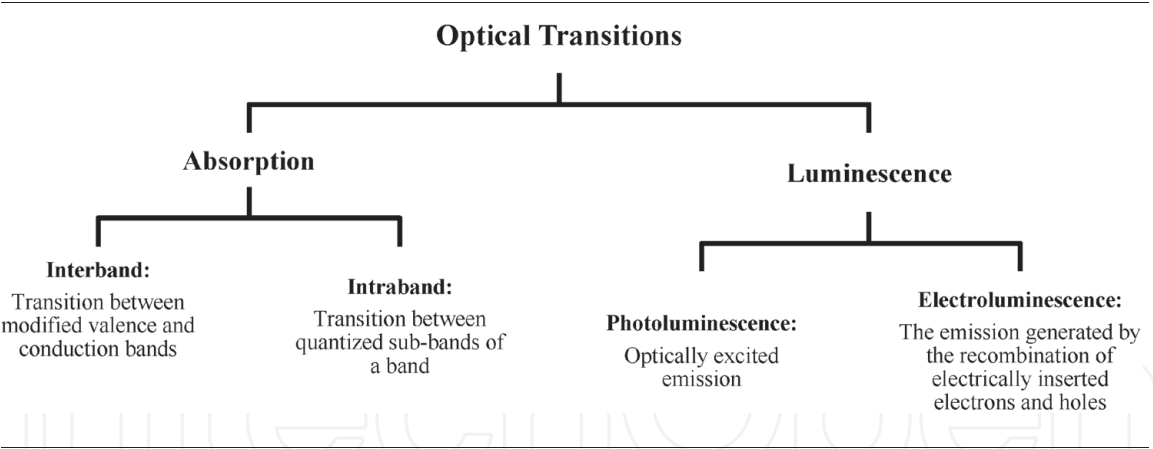 Optical Transitions
Absorption
Luminescence
Interband:
Transition between
modified valence and
conduction bands
Intraband:
Transition between
quantized sub-bands of
a band
Photoluminescence:
Optically excited
emission
Electroluminescence:
The emission generated by
the recombination of
electrically inserted
electrons and holes